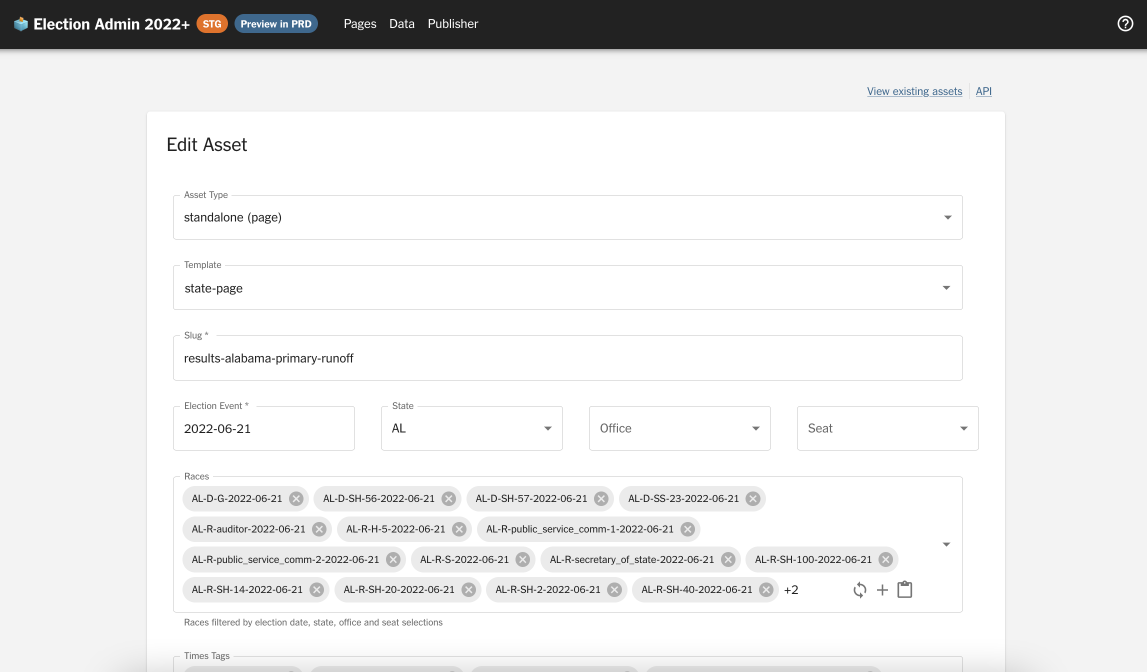 Election Admin 2022+ STG Preview in PRD Pages Data Publisher
View existing assets API
Edit Asset
Asset Type
standalone (page)
Template
state-page
Slug *
results-alabama-primary-runoff
Election Event * State
2022-06-21 AL Office Seat
Races
AL-D-G-2022-06-21 AL-D-SH-56-2022-06-21 AL-D-SH-57-2022-06-21 AL-D-SS-23-2022-06-21
AL-R-auditor-2022-06-21 AL-R-H-5-2022-06-21 AL-R-public_service_comm-1-2022-06-21
AL-R-public_service_comm-2-2022-06-21 AL-R-S-2022-06-21 AL-R-secretary_of_state-2022-06-21 AL-R-SH-100-2022-06-21
AL-R-SH-14-2022-06-21 AL-R-SH-20-2022-06-21 AL-R-SH-2-2022-06-21 AL-R-SH-40-2022-06-21 +2
Races filtered by election date, state, office and seat selections
Times Tags